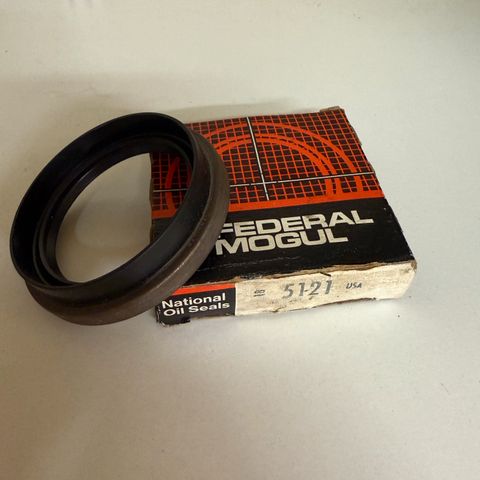 FEDERAL
MOGUL
National
Oil Seals
5121 USA